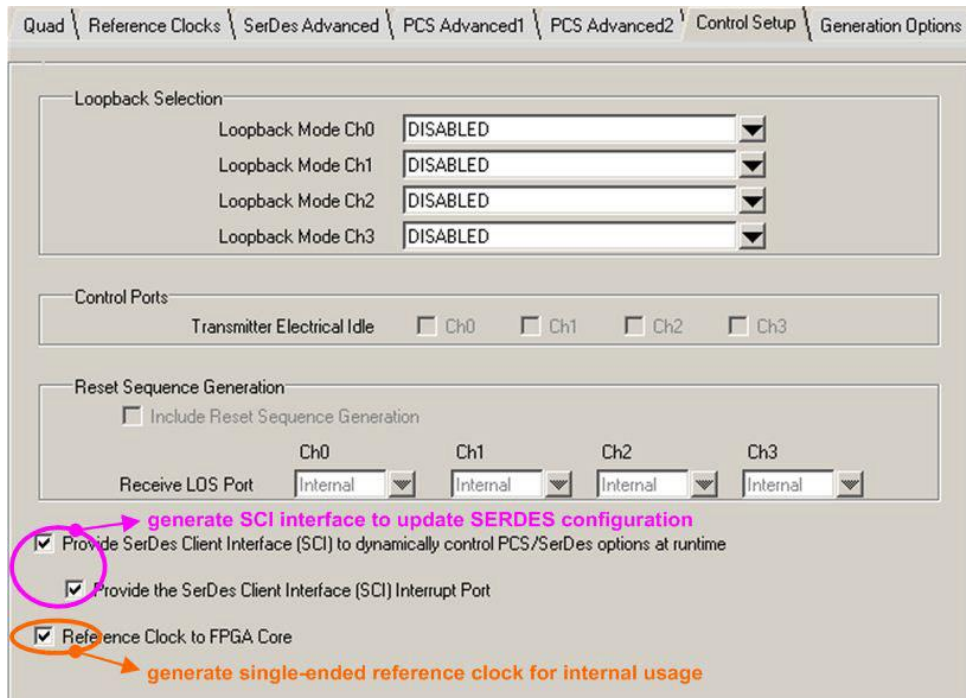 Quad Reference Clocks SerDes Advanced PCS Advanced1 PCS Advanced2 Control Setup Generation Options
Loopback Selection
Loopback Mode Ch0 DISABLED
Loopback Mode Ch1 DISABLED
Loopback Mode Ch2 DISABLED
Loopback Mode Ch3 DISABLED
Control Ports
Transmitter Electrical Idle Ch0 Ch1 Ch2 Ch3
Reset Sequence Generation
Include Reset Sequence Generation
Ch0 Ch1 Ch2 Ch3
Receive LOS Port Internal Internal Internal Internal
generate SCI interface to update SERDES configuration
Provide SerDes Client Interface (SCI) to dynamically control PCS/SerDes options at runtime
Provide the SerDes Client Interface (SCI) Interrupt Port
Reference Clock to FPGA Core
generate single-ended reference clock for internal usage